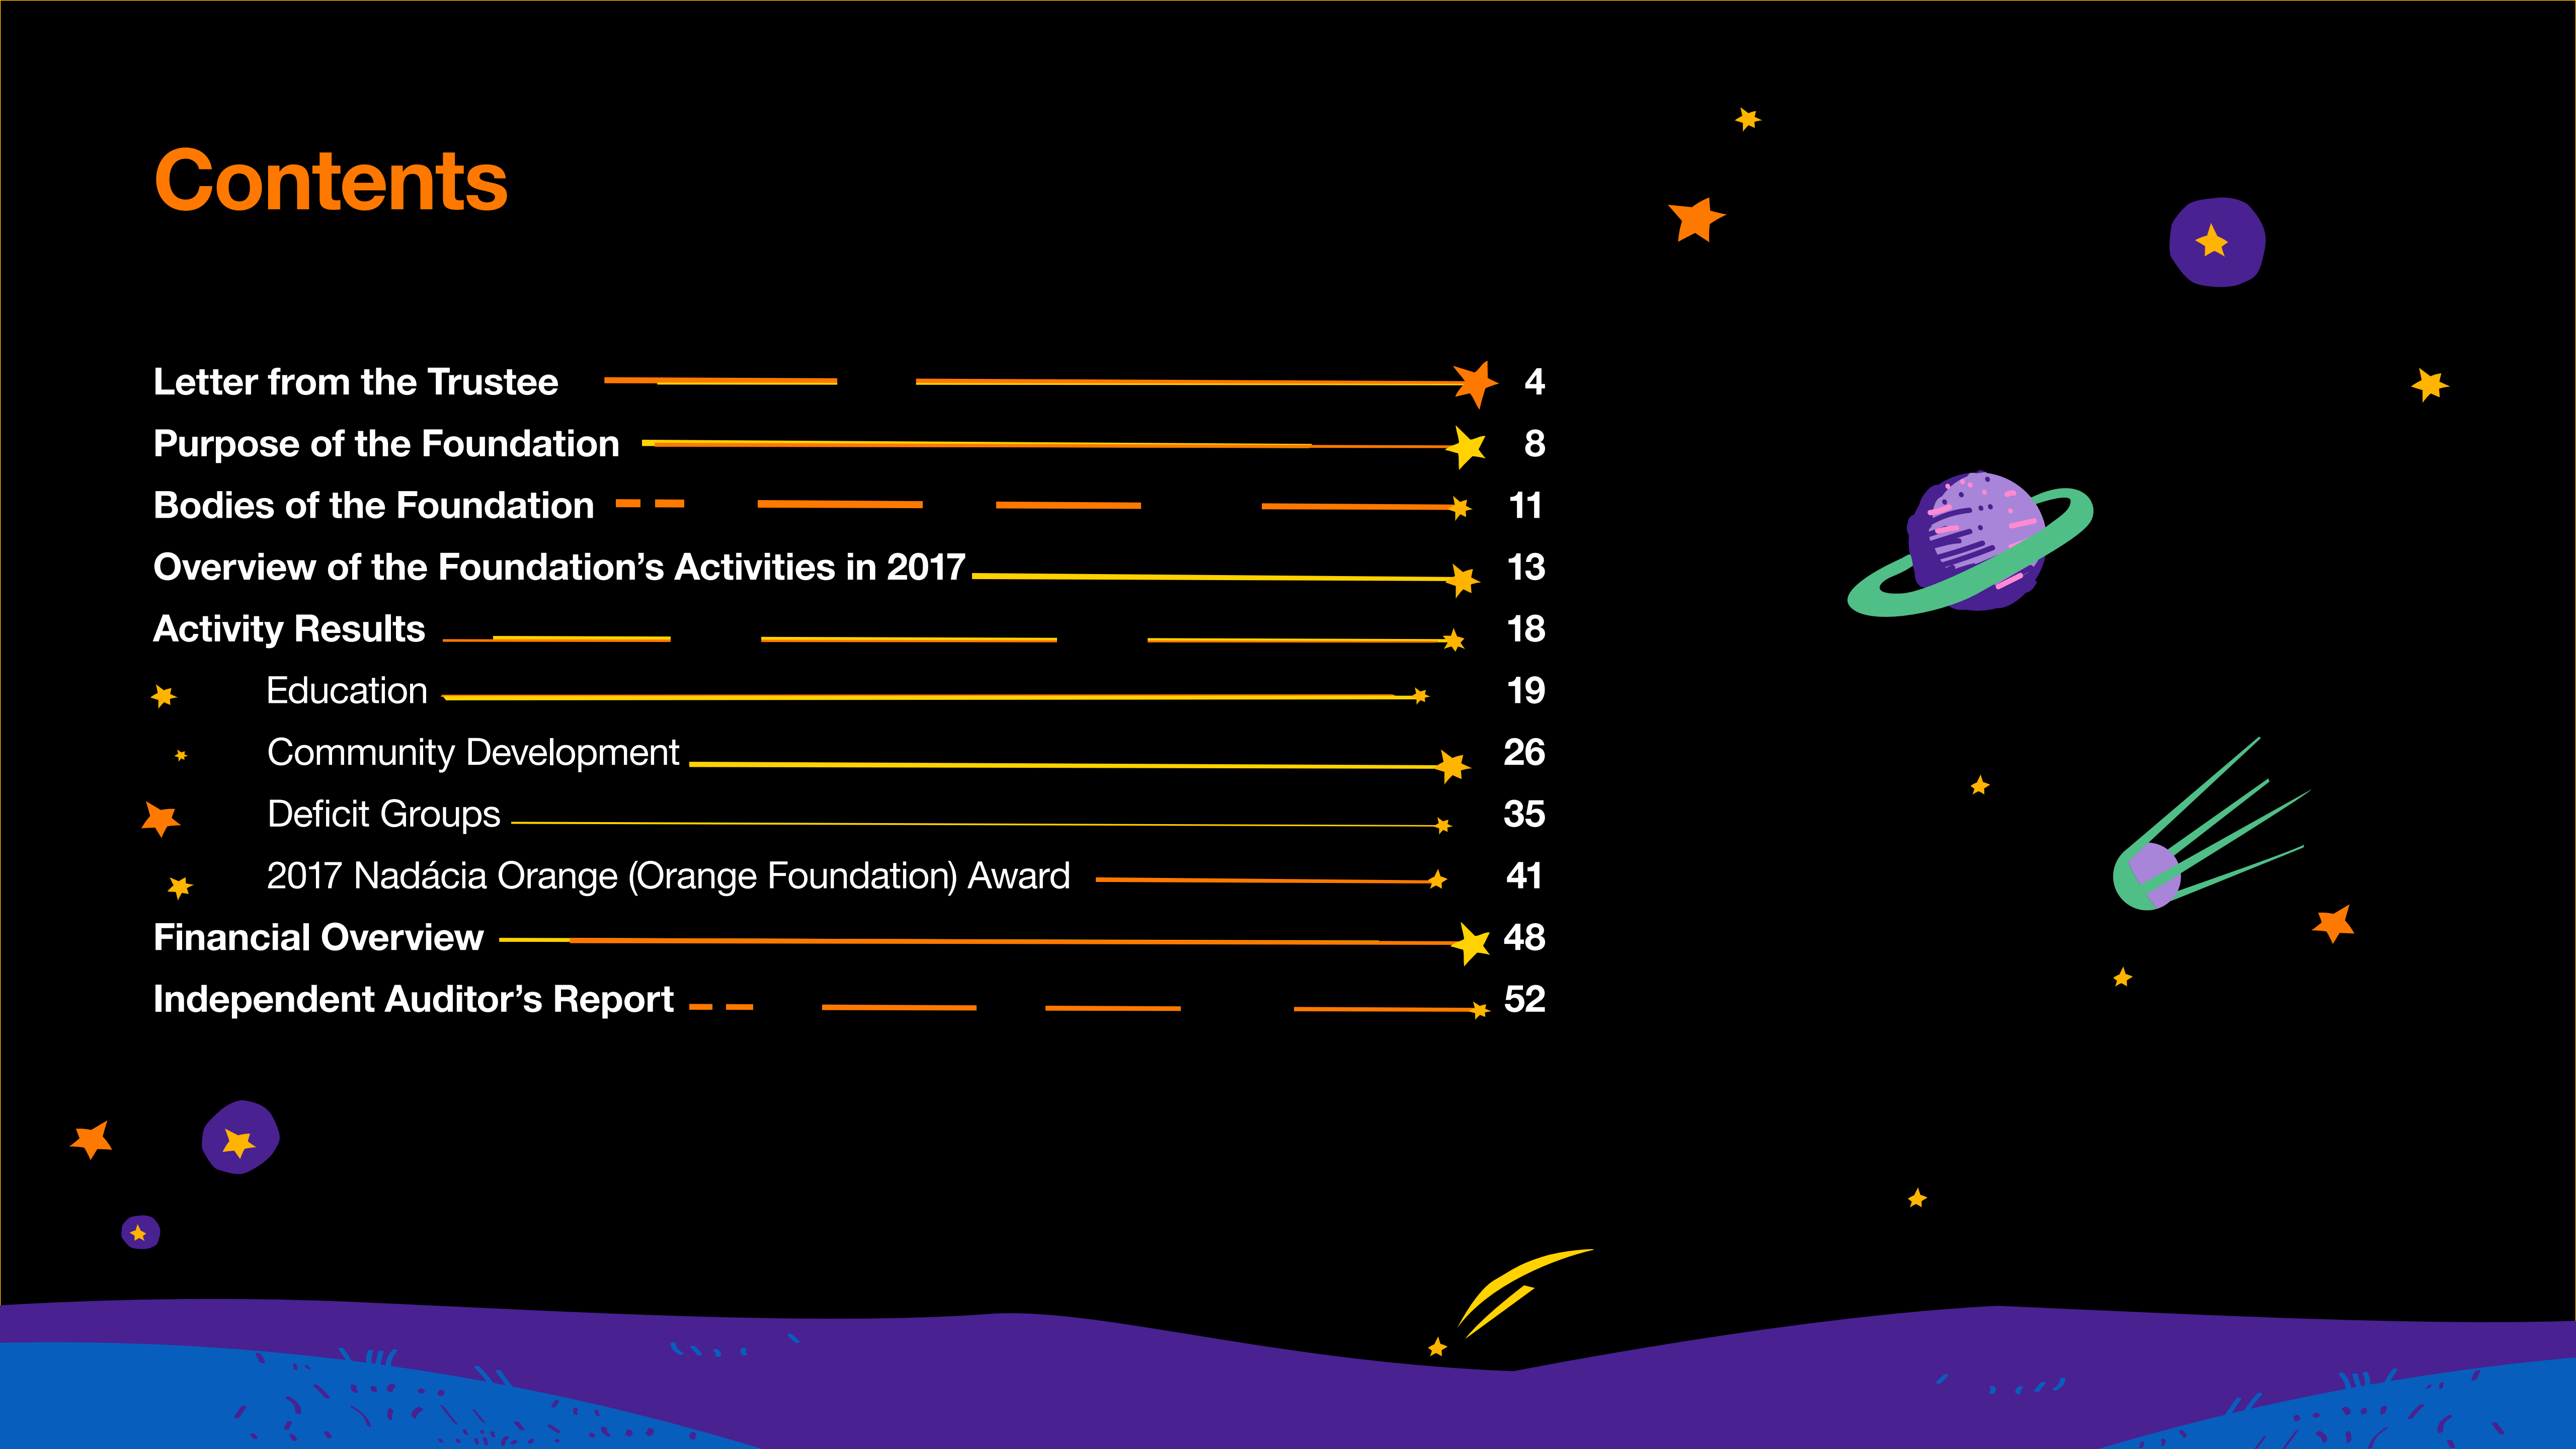 Contents
Letter from the Trustee 4
Purpose of the Foundation 8
Bodies of the Foundation 11
Overview of the Foundation’s Activities in 2017 13
Activity Results 18
Education 19
Community Development 26
Deficit Groups 35
2017 Nadácia Orange (Orange Foundation) Award 41
Financial Overview 48
Independent Auditor’s Report 52